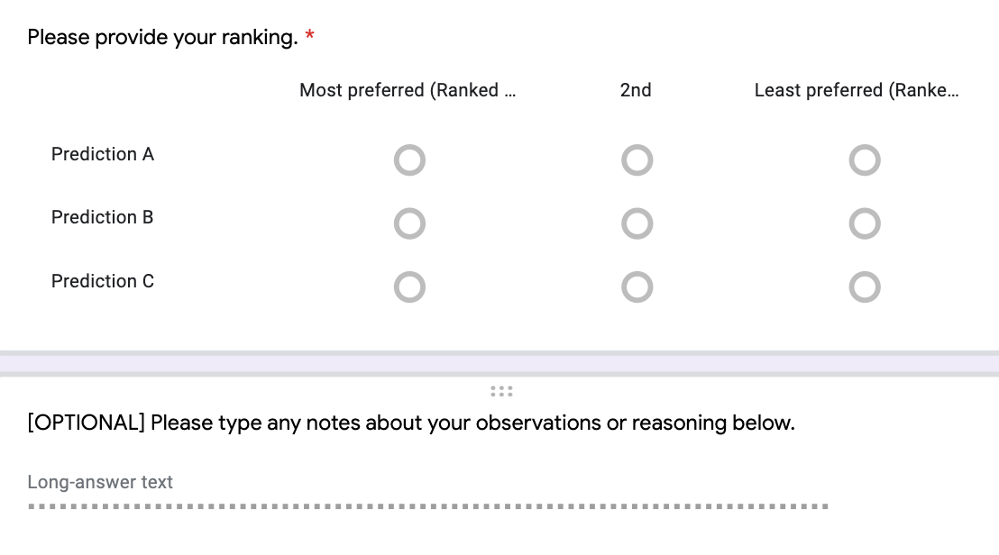 Please provide your ranking. *
Most preferred (Ranked ... 2nd Least preferred (Ranke...
Prediction A
Prediction B
Prediction C
[OPTIONAL] Please type any notes about your observations or reasoning below.
Long-answer text